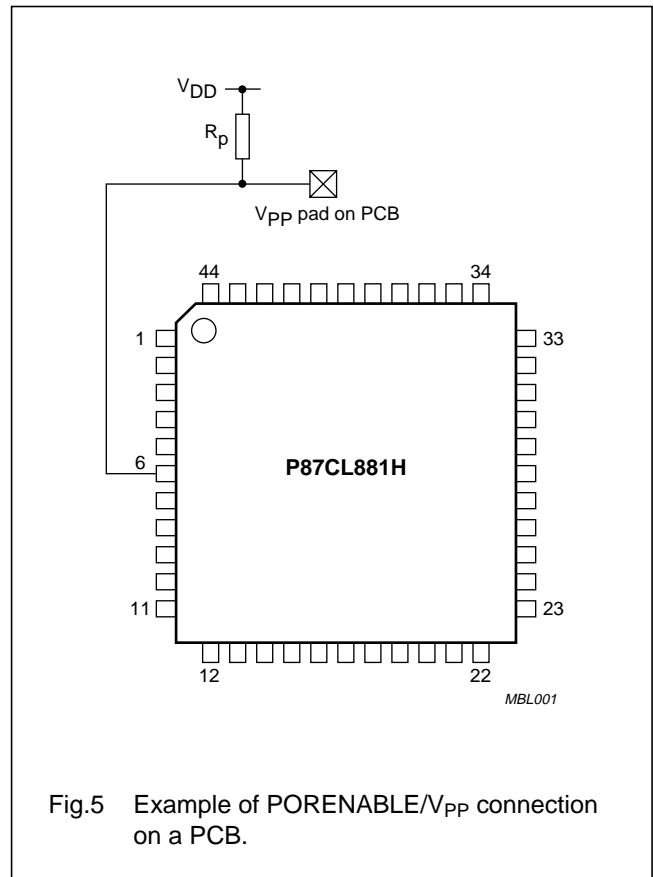 VDD
Rp
VPP pad on PCB
44 34
1 33
6 P87CL881H
11 23
12 22
MBL001
Fig.5 Example of PORENABLE/VPP connection
on a PCB.